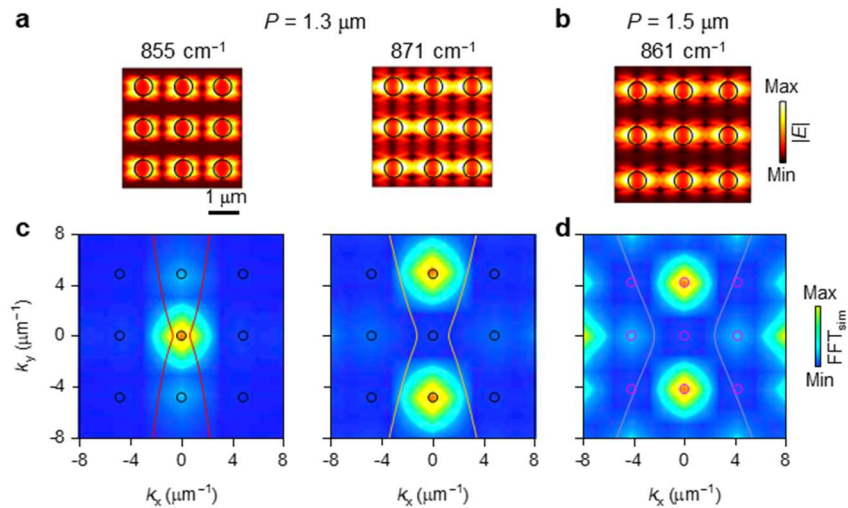 a
P = 1.3 μm
b
P = 1.5 μm
855 cm⁻¹
871 cm⁻¹
861 cm⁻¹
Max
|E|
Min
1 μm
c
d
8
4
0
-4
-8
ky (μm⁻¹)
Max
FFTsim
Min
-8 -4 0 4 8
-8 -4 0 4 8
-8 -4 0 4 8
kx (μm⁻¹)
kx (μm⁻¹)
kx (μm⁻¹)